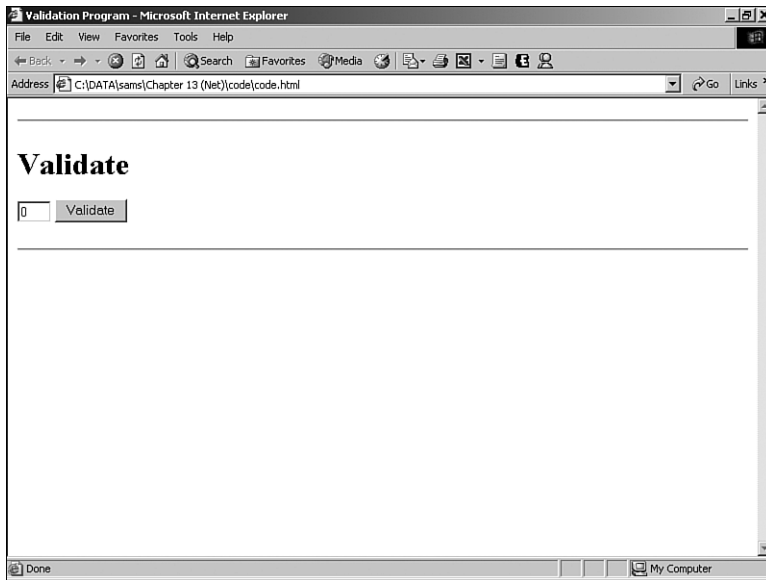 Validation Program - Microsoft Internet Explorer
File Edit View Favorites Tools Help
Back Search Favorites Media
Address C:\DATA\sams\Chapter 13 (Net)\code\code.html Go Links
Validate
0 Validate
Done My Computer